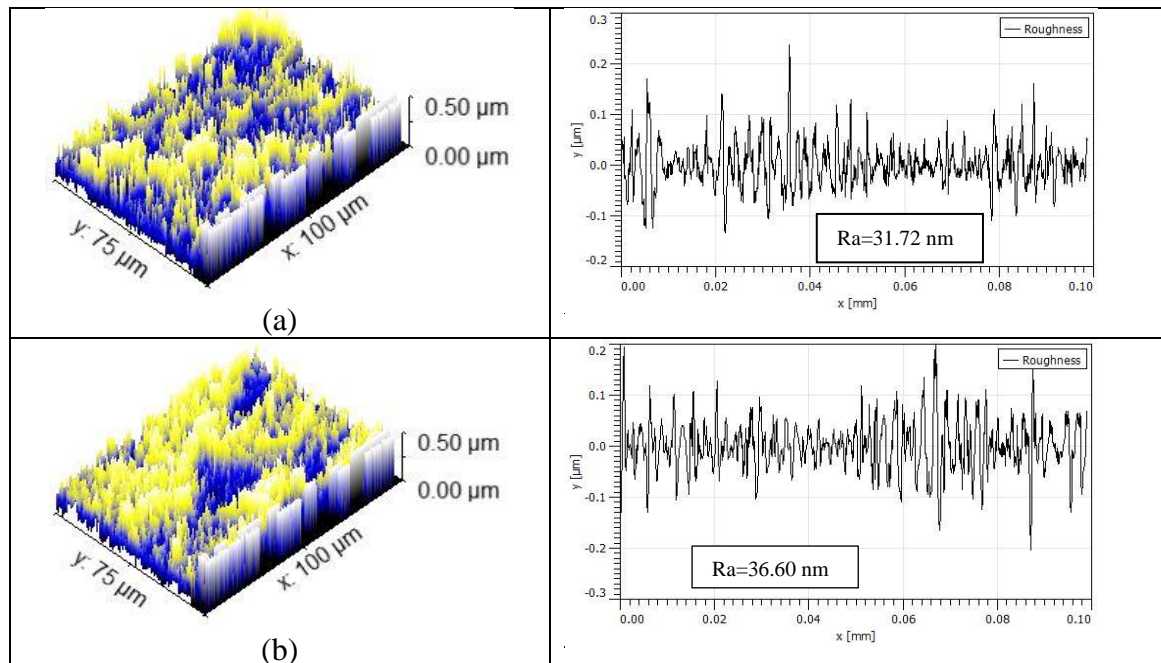 0.50 µm
0.00 µm
y: 75 µm
x: 100 µm
(a)
0.3
0.2
0.1
0.0
-0.1
-0.2
y [µm]
Roughness
Ra=31.72 nm
0.00
0.02
0.04
0.06
0.08
0.10
x [mm]
0.50 µm
0.00 µm
y: 75 µm
x: 100 µm
(b)
0.2
0.1
0.0
-0.1
-0.2
-0.3
y [µm]
Roughness
Ra=36.60 nm
0.00
0.02
0.04
0.06
0.08
0.10
x [mm]